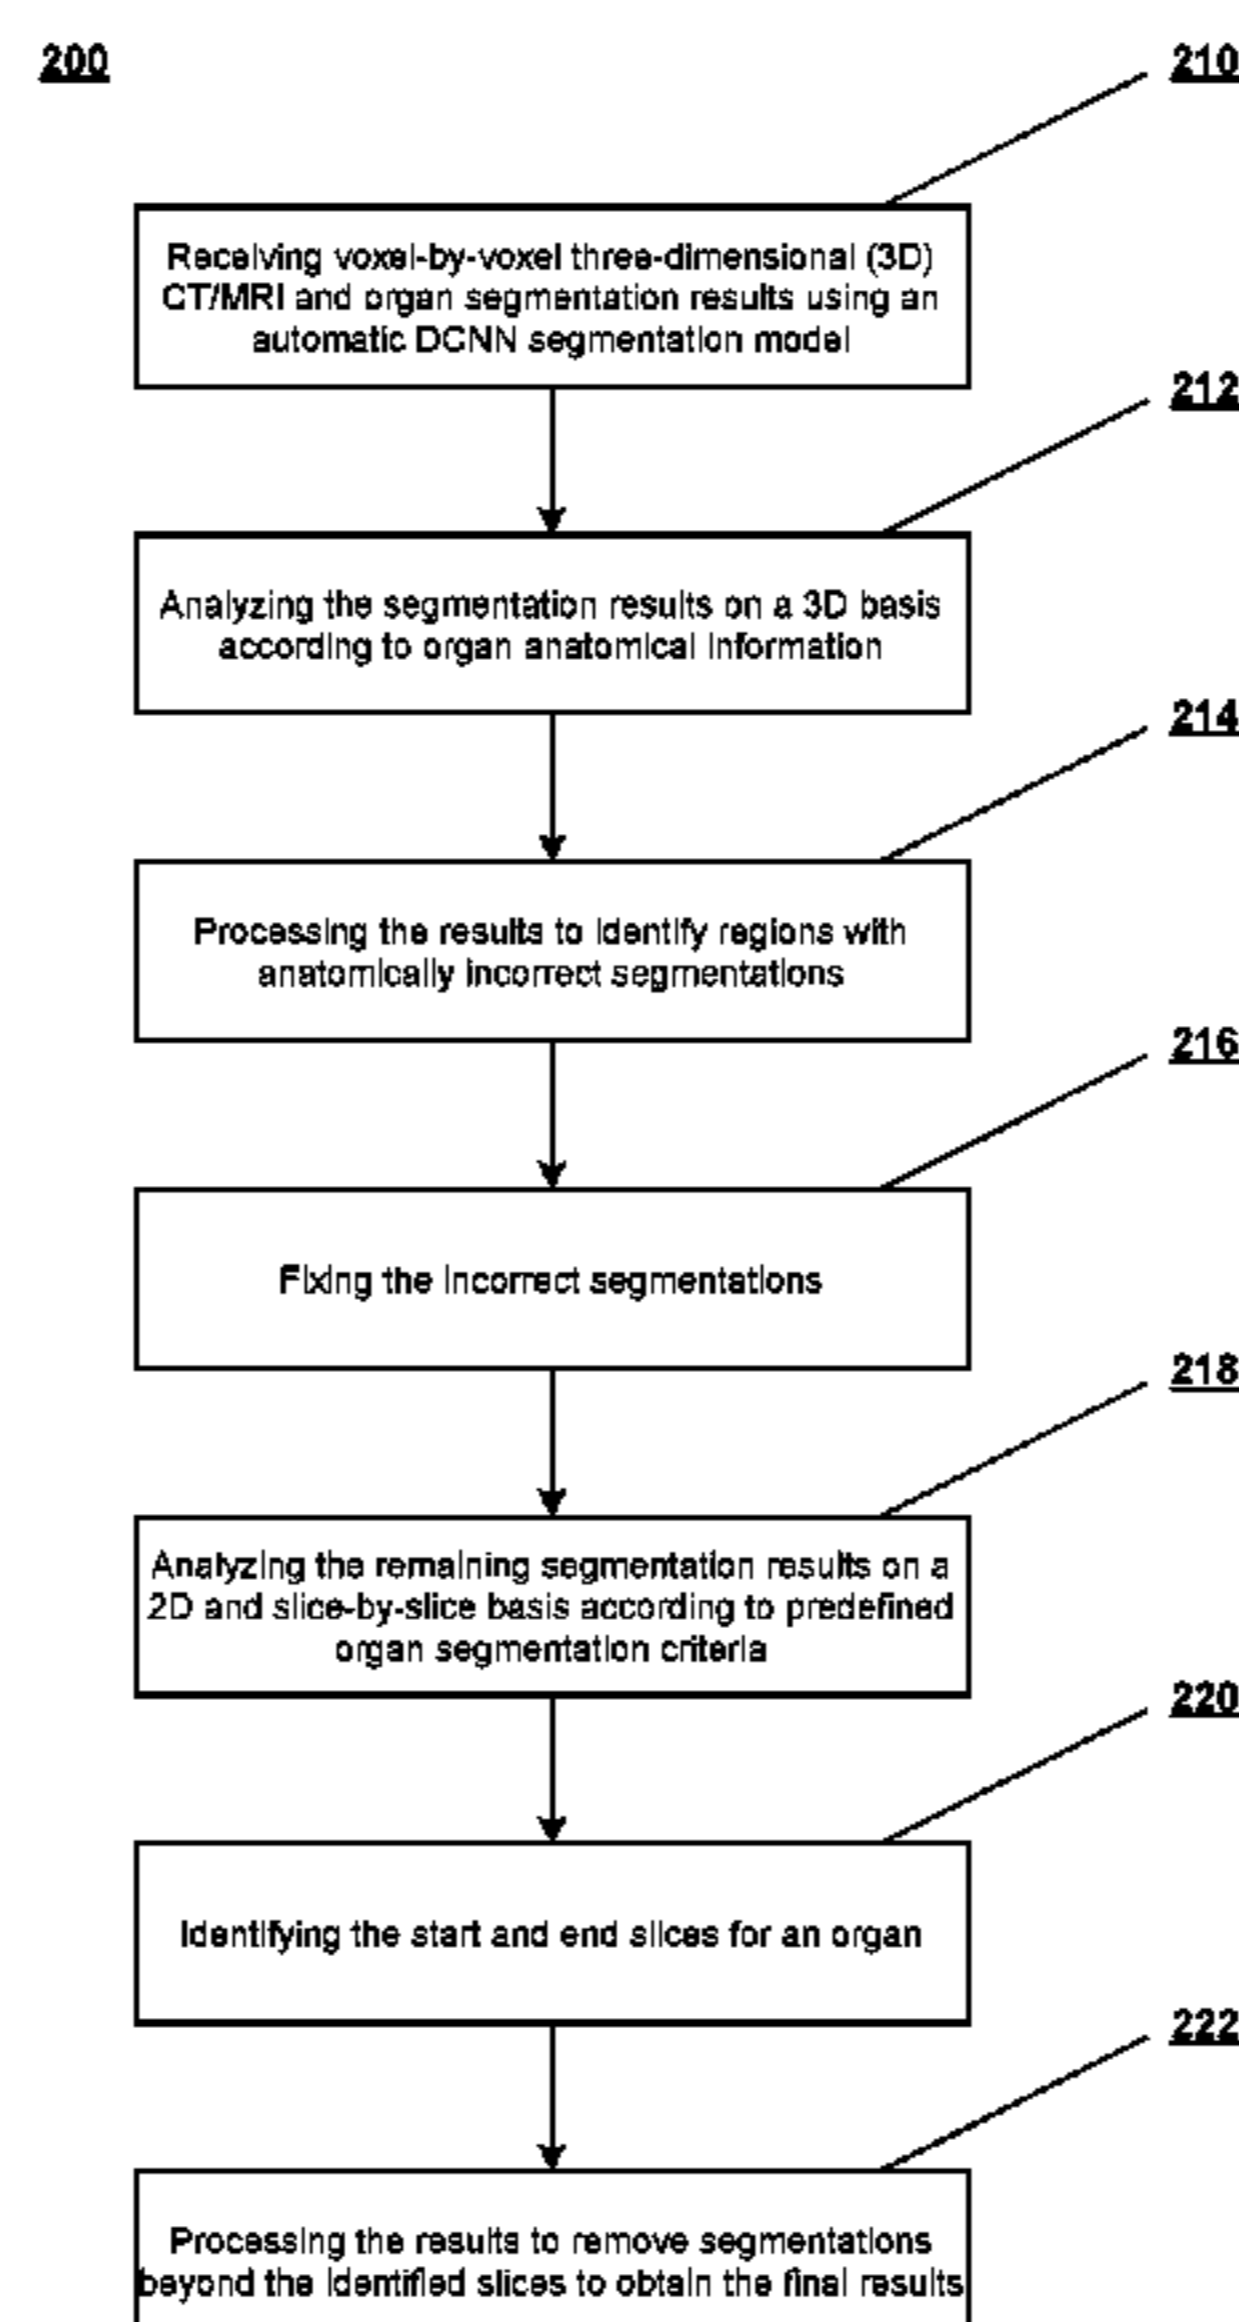 200
210
Receiving voxel-by-voxel three-dimensional (3D)
CT/MRI and organ segmentation results using an
automatic DCNN segmentation model
212
Analyzing the segmentation results on a 3D basis
according to organ anatomical information
214
Processing the results to identify regions with
anatomically incorrect segmentations
216
Fixing the incorrect segmentations
218
Analyzing the remaining segmentation results on a
2D and slice-by-slice basis according to predefined
organ segmentation criteria
220
Identifying the start and end slices for an organ
222
Processing the results to remove segmentations
beyond the identified slices to obtain the final results